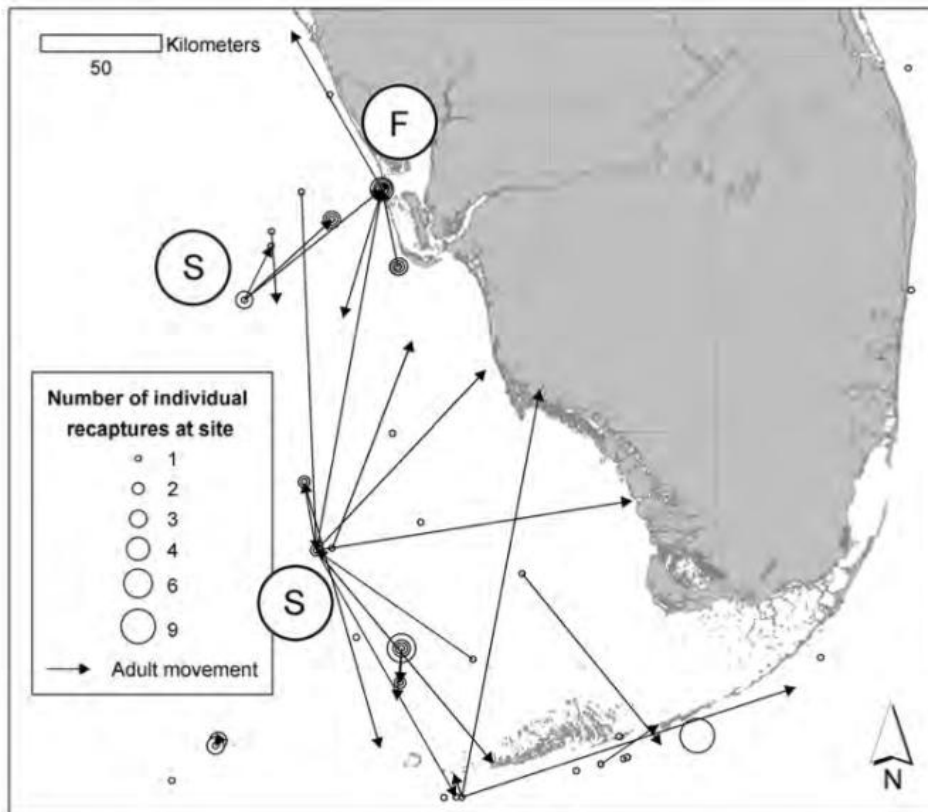 Kilometers
50
F
S
Number of individual
recaptures at site
1
2
3
4
6
9
Adult movement
S
N